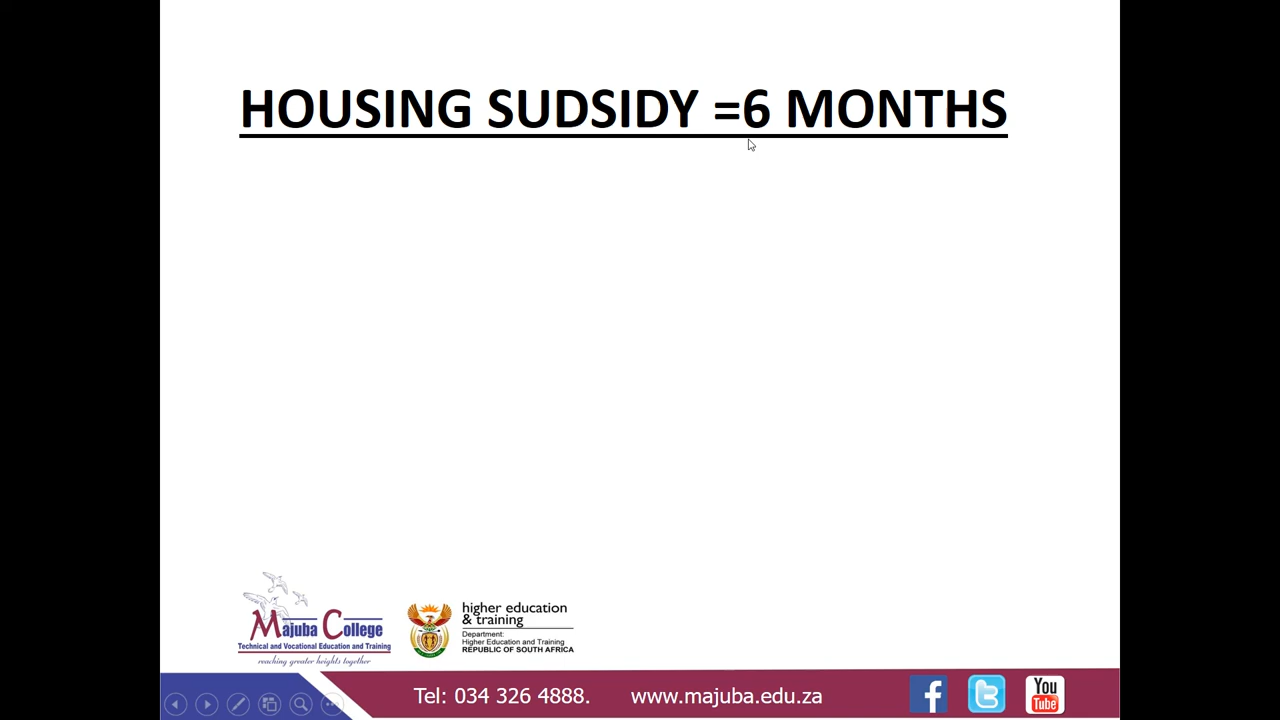 HOUSING SUDSIDY =6 MONTHS
Majuba College
Technical and Vocational Education and Training
reaching greater heights together
higher education
& training
Department:
Higher Education and Training
REPUBLIC OF SOUTH AFRICA
Tel: 034 326 4888. www.majuba.edu.za
You
Tube